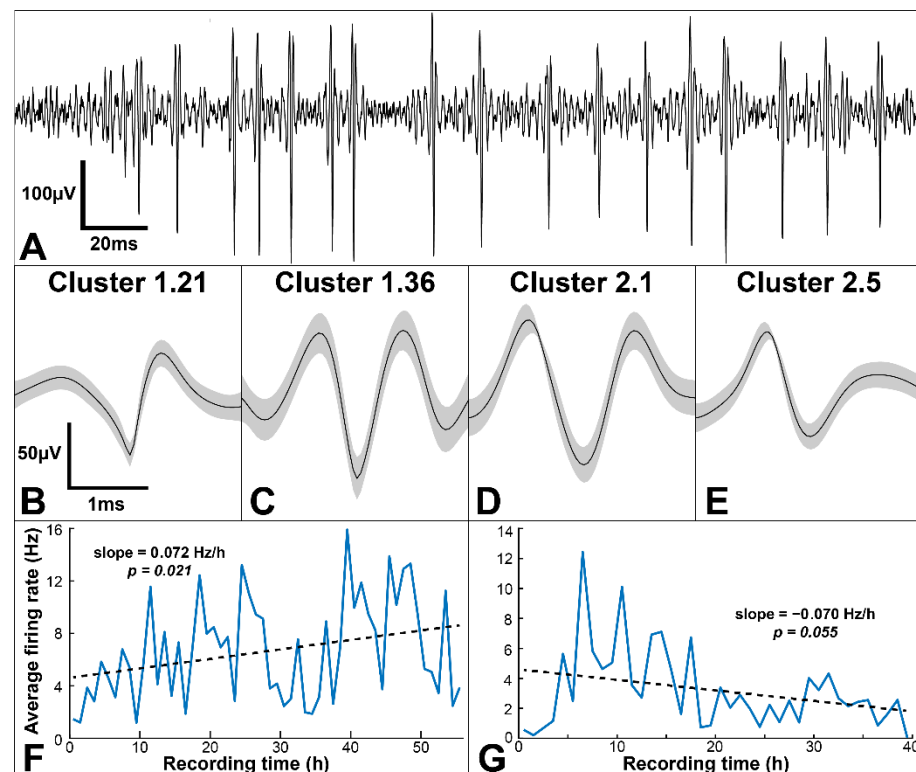 100μV
20ms
A
Cluster 1.21
Cluster 1.36
Cluster 2.1
Cluster 2.5
50μV
1ms
B
C
D
E
Average firing rate (Hz)
16
12
8
4
0
slope = 0.072 Hz/h
p = 0.021
0
10
20
30
40
50
F
Recording time (h)
14
12
10
8
6
4
2
0
slope = −0.070 Hz/h
p = 0.055
0
10
20
30
40
G
Recording time (h)